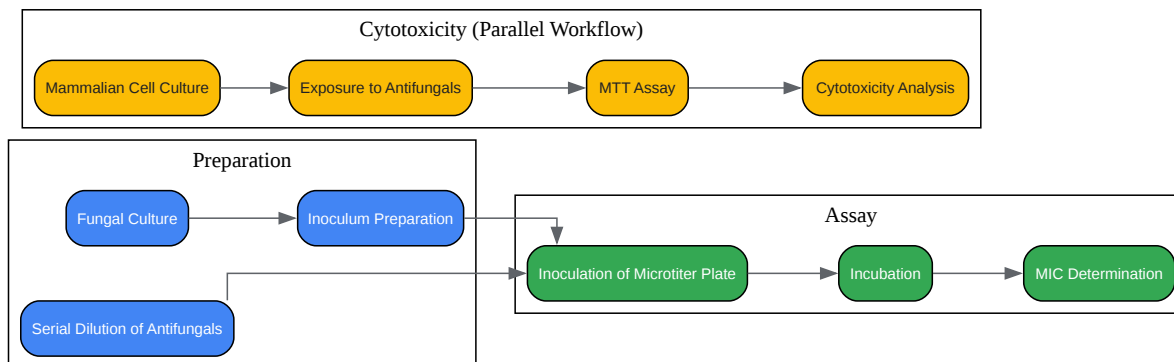 Cytotoxicity (Parallel Workflow)
Mammalian Cell Culture
Exposure to Antifungals
MTT Assay
Cytotoxicity Analysis
Preparation
Fungal Culture
Inoculum Preparation
Serial Dilution of Antifungals
Assay
Inoculation of Microtiter Plate
Incubation
MIC Determination